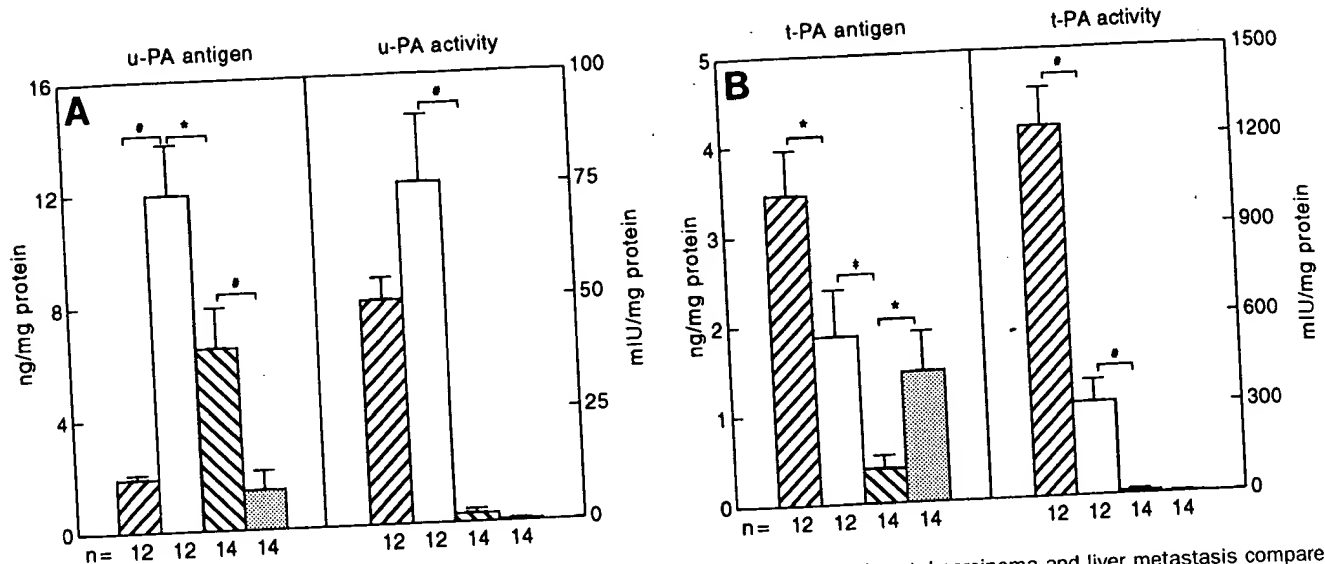 u-PA antigen
u-PA activity
A
# *
#
#
16
12
8
4
0
ng/mg protein
100
75
50
25
0
mIU/mg protein
n= 12 12 14 14
12 12 14 14
t-PA antigen
t-PA activity
B
*
‡
*
#
#
5
4
3
2
1
0
ng/mg protein
1500
1200
900
600
300
0
mIU/mg protein
n= 12 12 14 14
12 12 14 14
carcinoma and liver metastasis compare